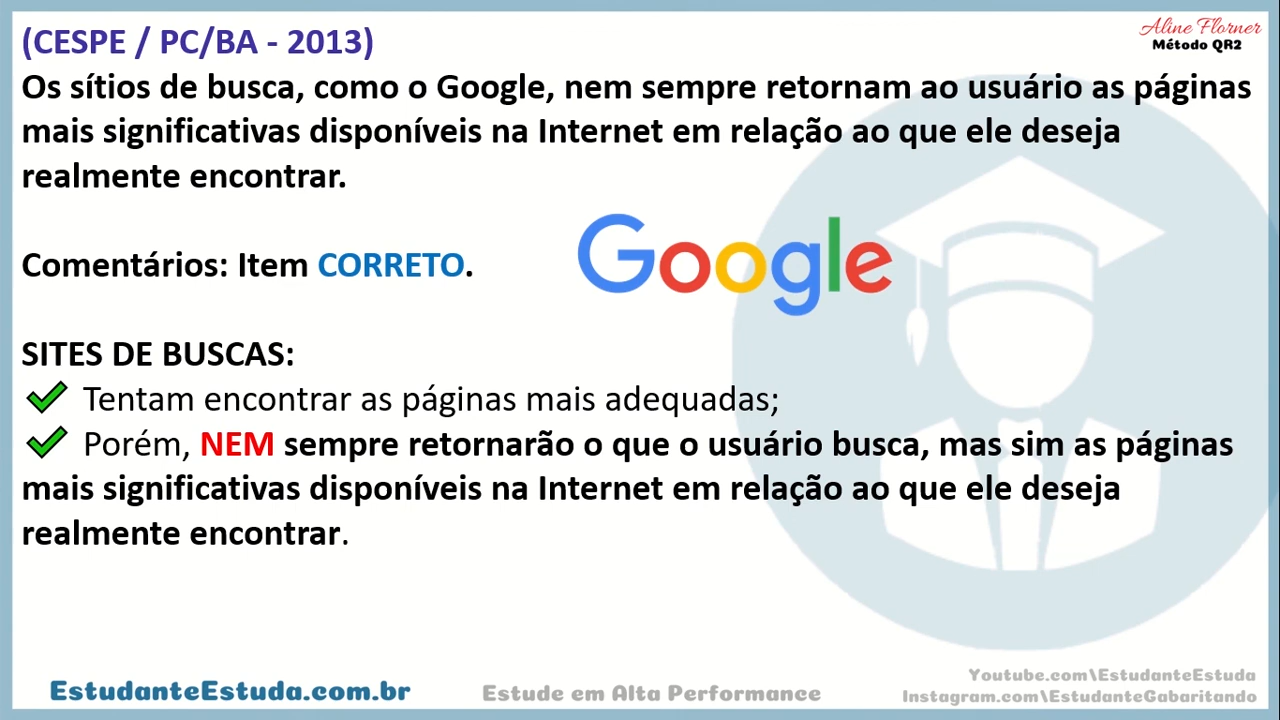 (CESPE / PC/BA - 2013)
Aline Florner
Método QR2
Os sítios de busca, como o Google, nem sempre retornam ao usuário as páginas
mais significativas disponíveis na Internet em relação ao que ele deseja
realmente encontrar.
Comentários: Item CORRETO.
Google
SITES DE BUSCAS:
Tentam encontrar as páginas mais adequadas;
Porém, NEM sempre retornarão o que o usuário busca, mas sim as páginas
mais significativas disponíveis na Internet em relação ao que ele deseja
realmente encontrar.
EstudanteEstuda.com.br
Estude em Alta Performance
Youtube.com\EstudanteEstuda
Instagram.com\EstudanteGabaritando